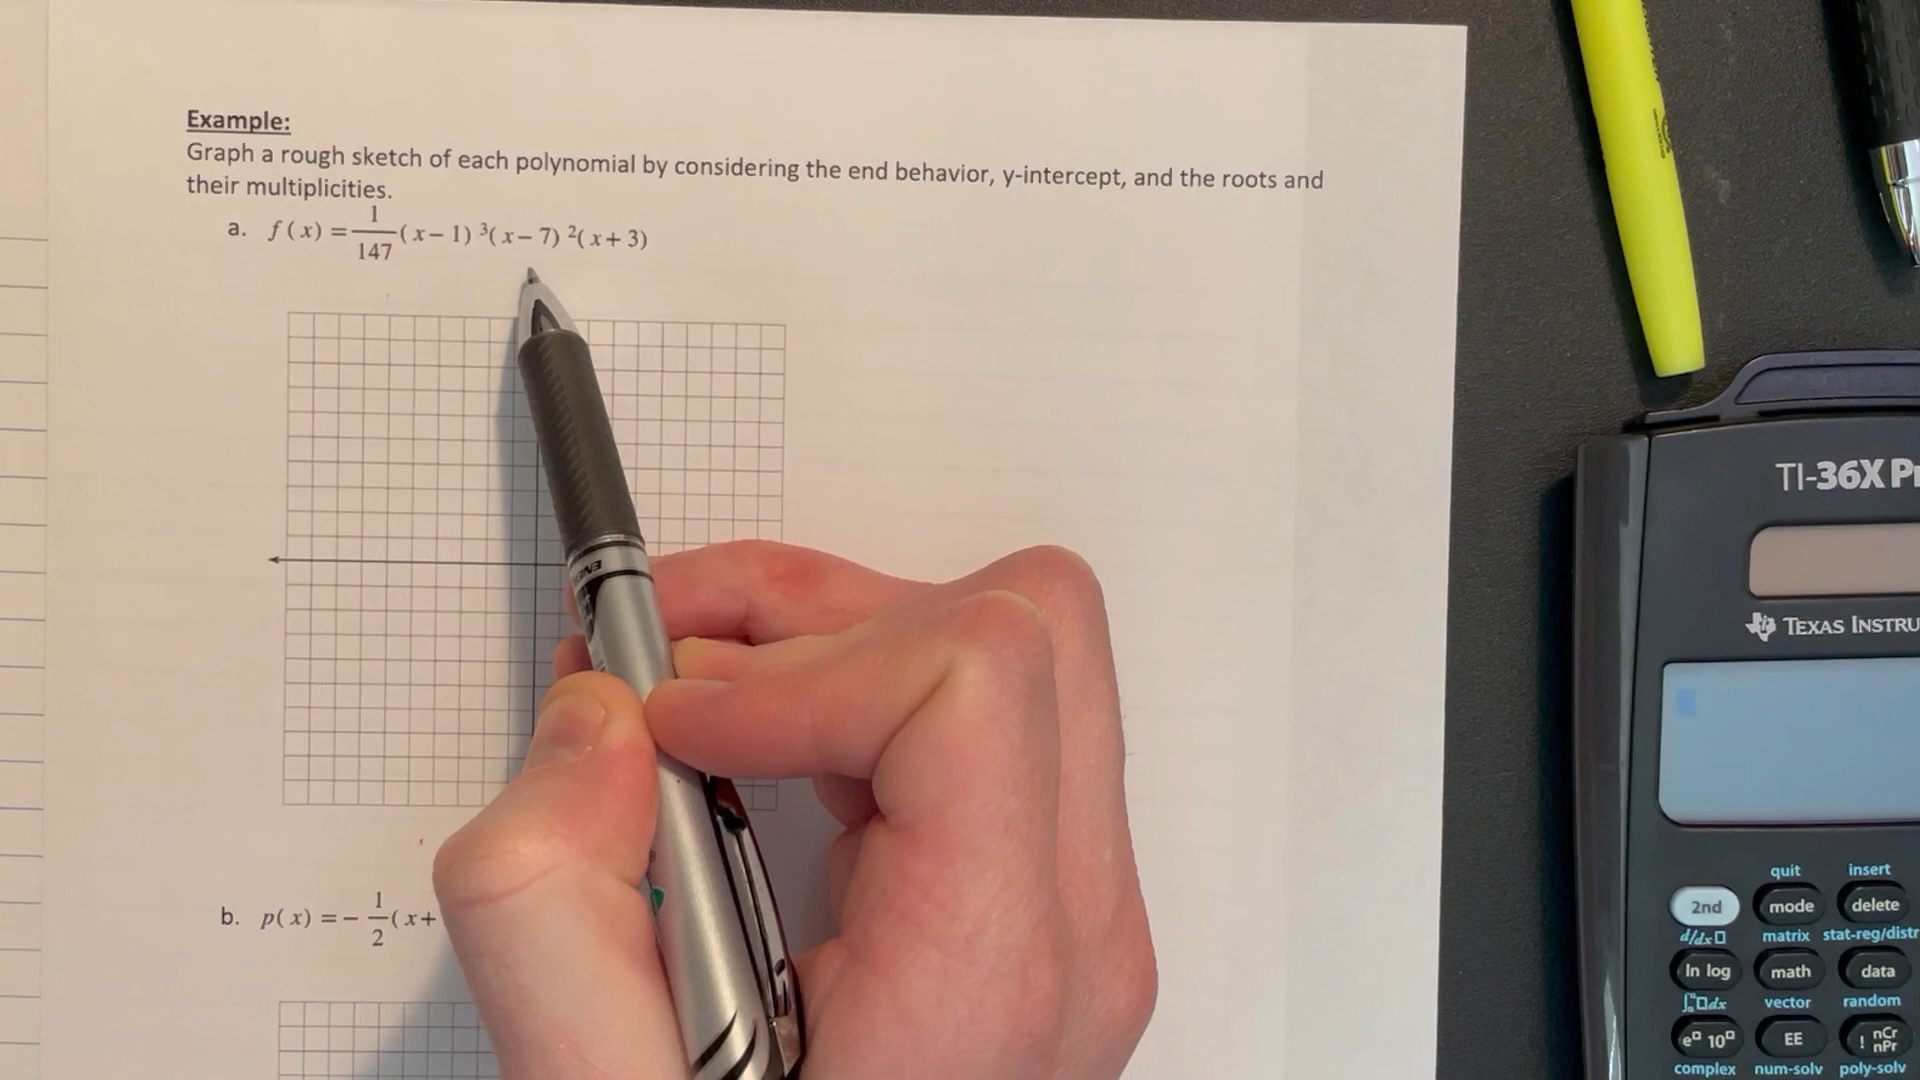 Example:
Graph a rough sketch of each polynomial by considering the end behavior, y-intercept, and the roots and
their multiplicities.
a. f(x) = 1/147 (x − 1)³(x − 7)²(x + 3)
b. p(x) = − 1/2 (x +
TI-36X Pr
TEXAS INSTRU
quit insert
2nd mode delete
d/dx□ matrix stat-reg/distr
ln log math data
∫□dx vector random
e□ 10□ EE ! nCr nPr
complex num-solv poly-solv